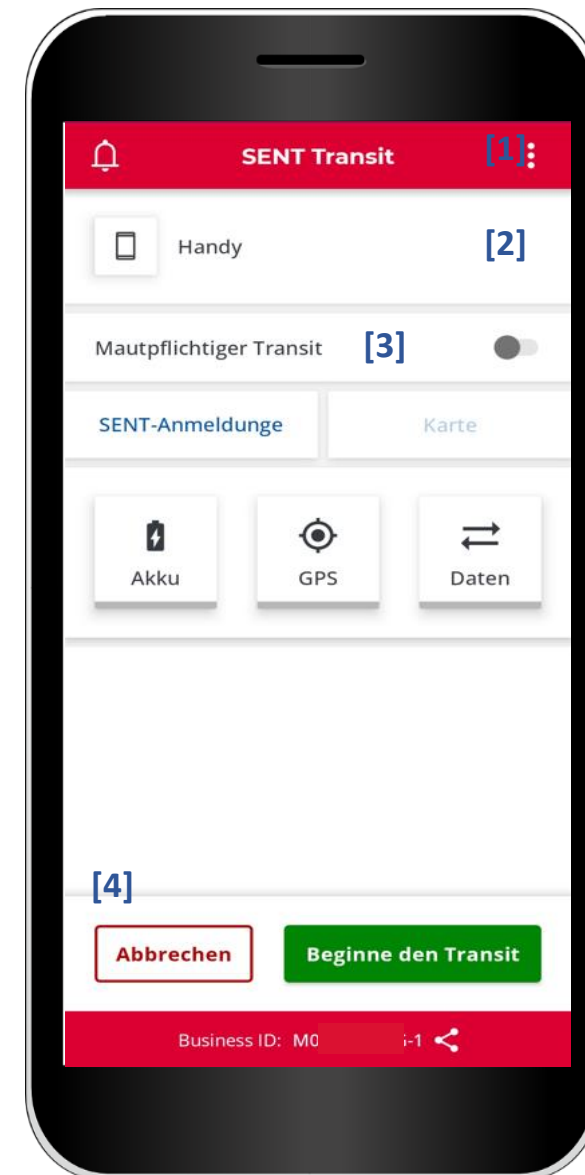 SENT Transit [1]
Handy [2]
Mautpflichtiger Transit [3]
SENT-Anmeldunge Karte
Akku GPS Daten
[4]
Abbrechen Beginne den Transit
Business ID: M0 -1